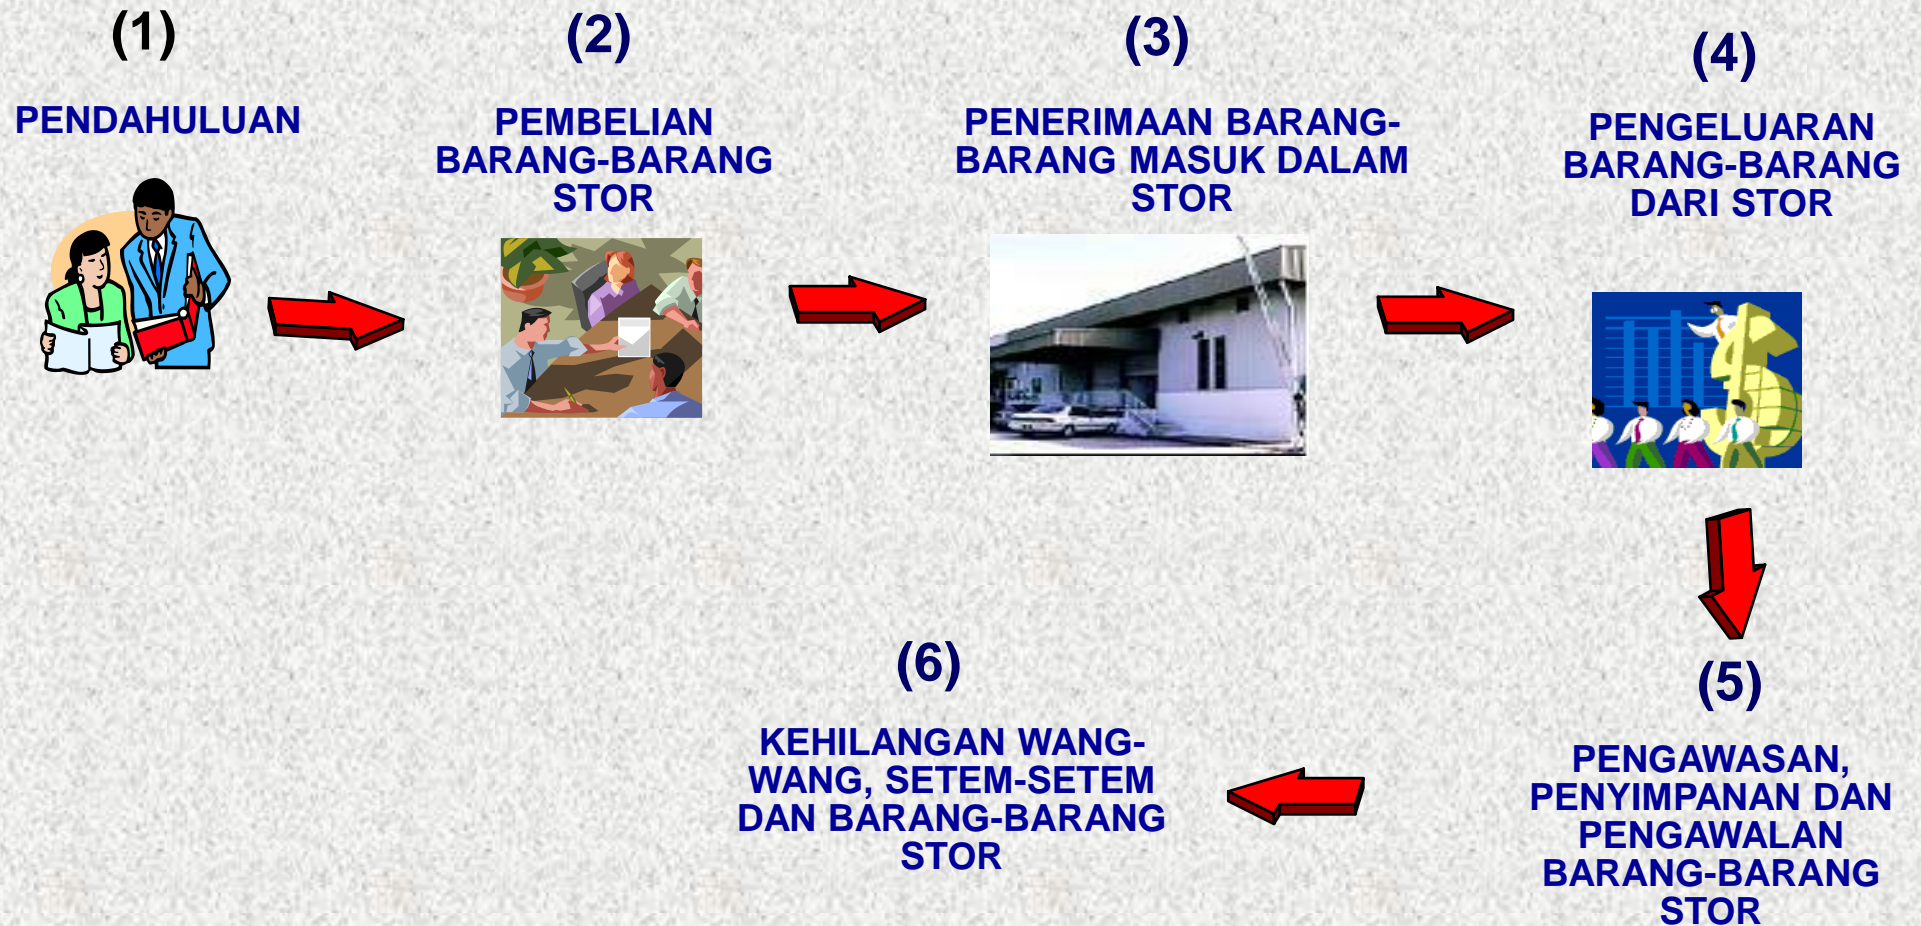 (1)
PENDAHULUAN
(2)
PEMBELIAN
BARANG-BARANG
STOR
(3)
PENERIMAAN BARANG-
BARANG MASUK DALAM
STOR
(4)
PENGELUARAN
BARANG-BARANG
DARI STOR
(5)
PENGAWASAN,
PENYIMPANAN DAN
PENGAWALAN
BARANG-BARANG
STOR
(6)
KEHILANGAN WANG-
WANG, SETEM-SETEM
DAN BARANG-BARANG
STOR